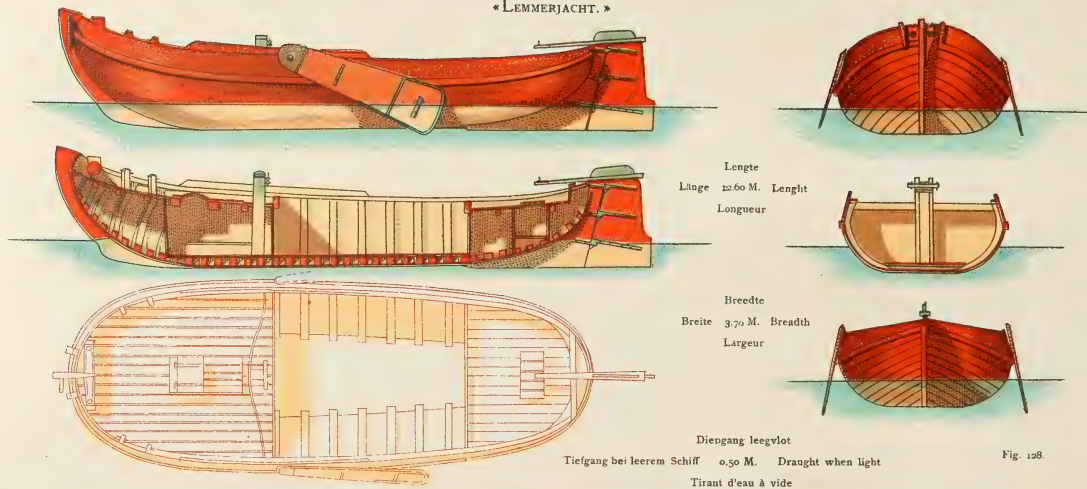 « LEMMERJACHT. »
Lengte
Länge 12.60 M. Lenght
Longueur
Breedte
Breite 3.70 M. Breadth
Largeur
Diepgang leegvlot
Tiefgang bei leerem Schiff 0,50 M. Draught when light
Tirant d'eau à vide
Fig. 128.